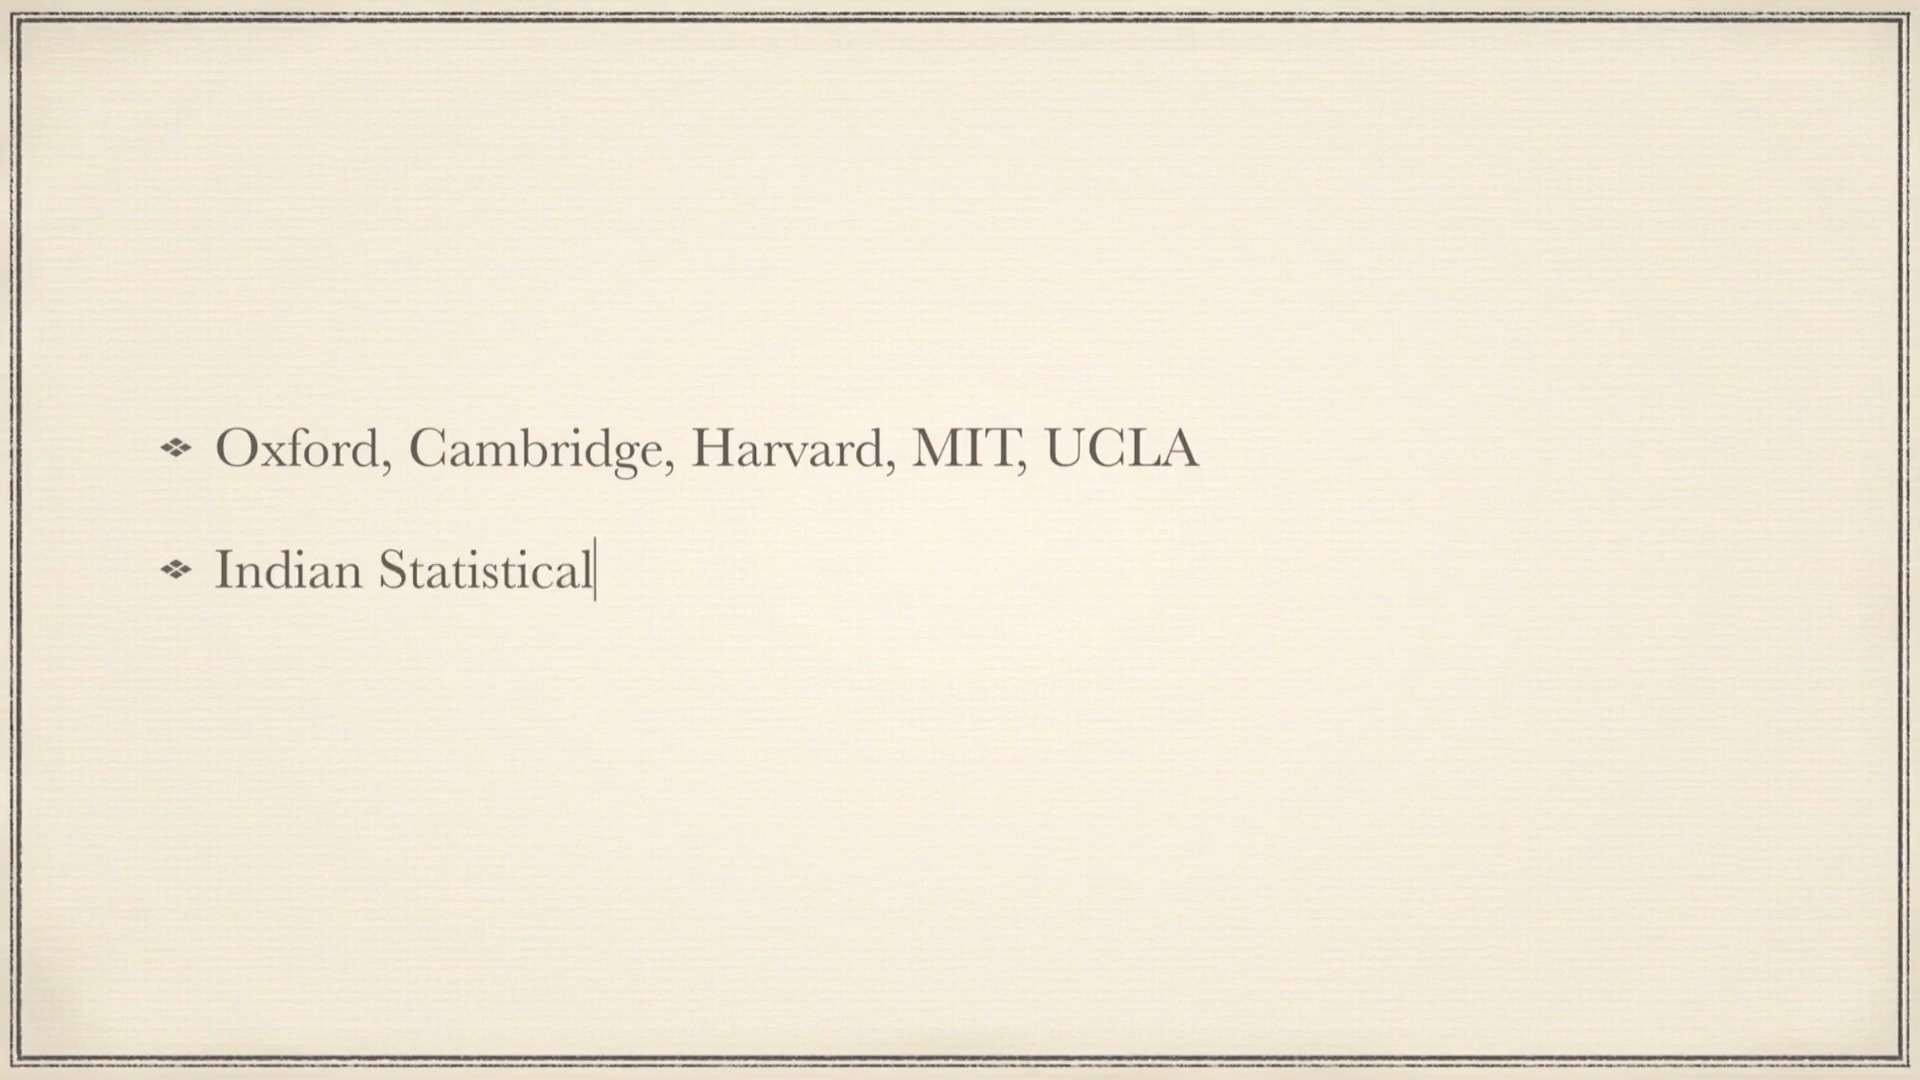 Oxford, Cambridge, Harvard, MIT, UCLA
Indian Statistical